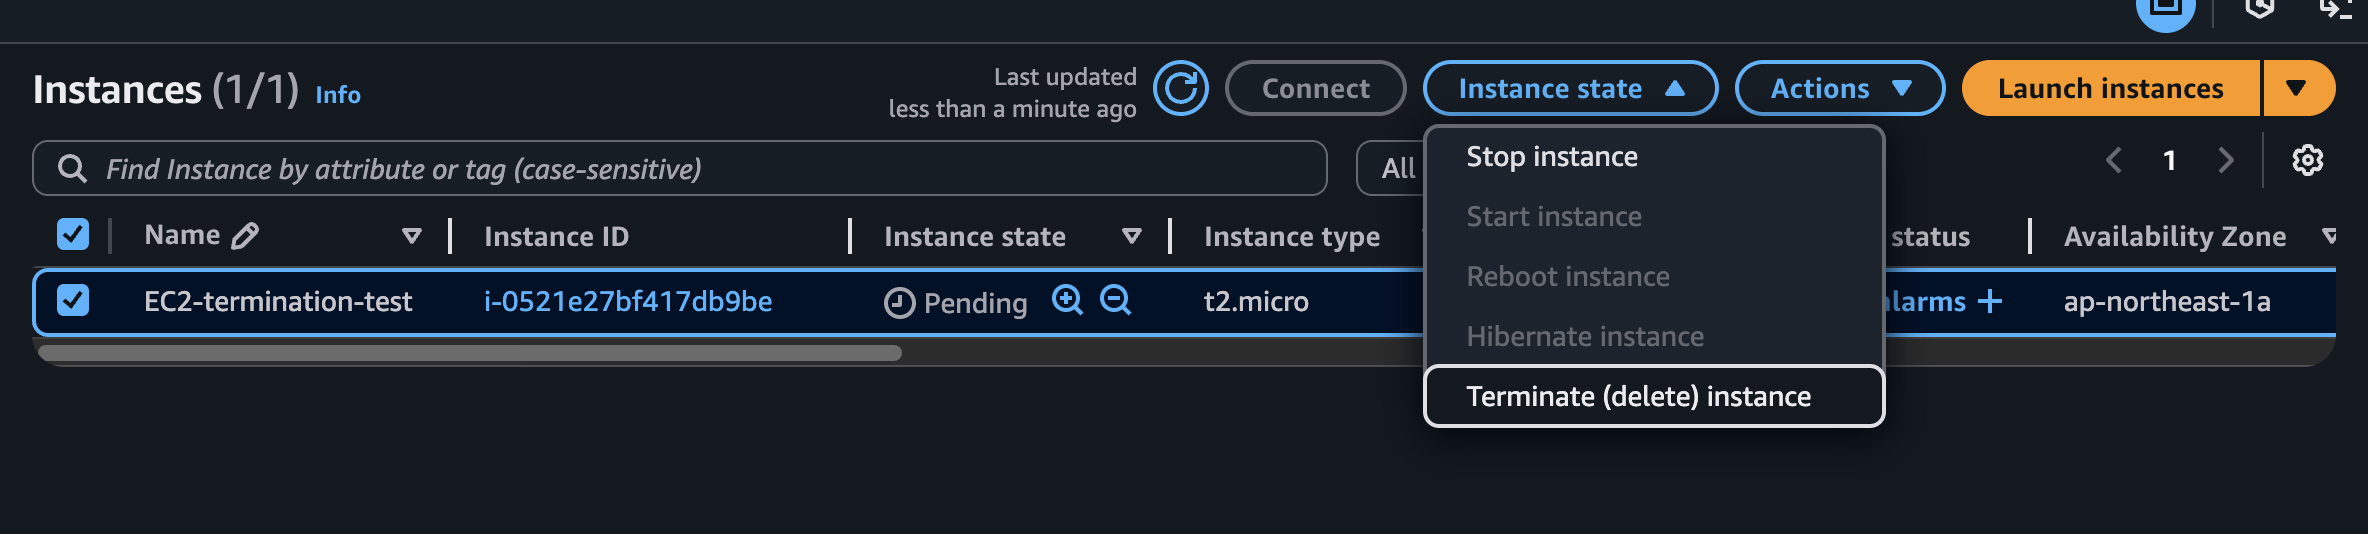 Instances (1/1) Info
Last updated
less than a minute ago
Connect
Instance state
Actions
Launch instances
Find Instance by attribute or tag (case-sensitive)
All
1
Name
Instance ID
Instance state
Instance type
status
Availability Zone
EC2-termination-test
i-0521e27bf417db9be
Pending
t2.micro
larms
ap-northeast-1a
Stop instance
Start instance
Reboot instance
Hibernate instance
Terminate (delete) instance